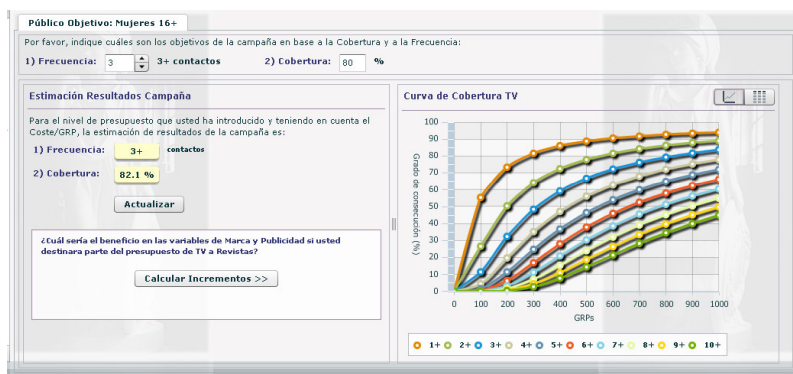 Público Objetivo: Mujeres 16+
Por favor, indique cuáles son los objetivos de la campaña en base a la Cobertura y a la Frecuencia:
1) Frecuencia: 3 3+ contactos 2) Cobertura: 80 %
Estimación Resultados Campaña
Para el nivel de presupuesto que usted ha introducido y teniendo en cuenta el
Coste/GRP, la estimación de resultados de la campaña es:
1) Frecuencia: 3+ contactos
2) Cobertura: 82.1 %
Actualizar
¿Cuál sería el beneficio en las variables de Marca y Publicidad si usted
destinara parte del presupuesto de TV a Revistas?
Calcular Incrementos >>
Curva de Cobertura TV
Grado de consecución (%)
100
90
80
70
60
50
40
30
20
10
0
0 100 200 300 400 500 600 700 800 900 1000
GRPs
1+ 2+ 3+ 4+ 5+ 6+ 7+ 8+ 9+ 10+